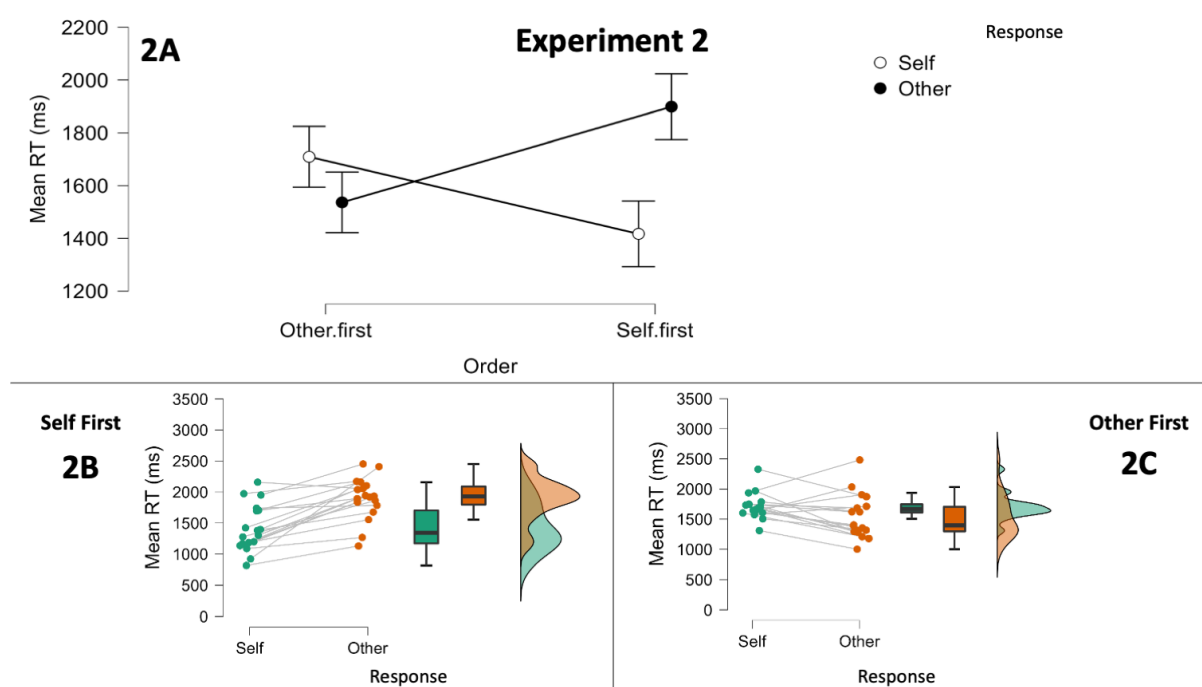 2A
Experiment 2
Response
Self
Other
Mean RT (ms)
2200
2000
1800
1600
1400
1200
Other.first
Self.first
Order
Self First
2B
Mean RT (ms)
3500
3000
2500
2000
1500
1000
500
0
Self
Other
Response
Other First
2C
Mean RT (ms)
3500
3000
2500
2000
1500
1000
500
0
Self
Other
Response